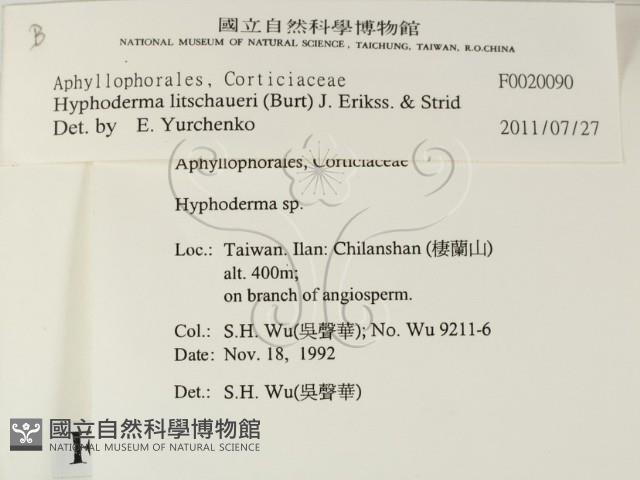 B
國立自然科學博物館
NATIONAL MUSEUM OF NATURAL SCIENCE, TAICHUNG, TAIWAN, R.O.CHINA
Aphyllophorales, Corticiaceae F0020090
Hyphoderma litschaueri (Burt) J. Erikss. & Strid
Det. by E. Yurchenko 2011/07/27
Aphyllophorales, Corticiaceae
Hyphoderma sp.
Loc.: Taiwan. Ilan: Chilanshan (棲蘭山)
alt. 400m;
on branch of angiosperm.
Col.: S.H. Wu(吳聲華); No. Wu 9211-6
Date: Nov. 18, 1992
Det.: S.H. Wu(吳聲華)
國立自然科學博物館
NATIONAL MUSEUM OF NATURAL SCIENCE
F